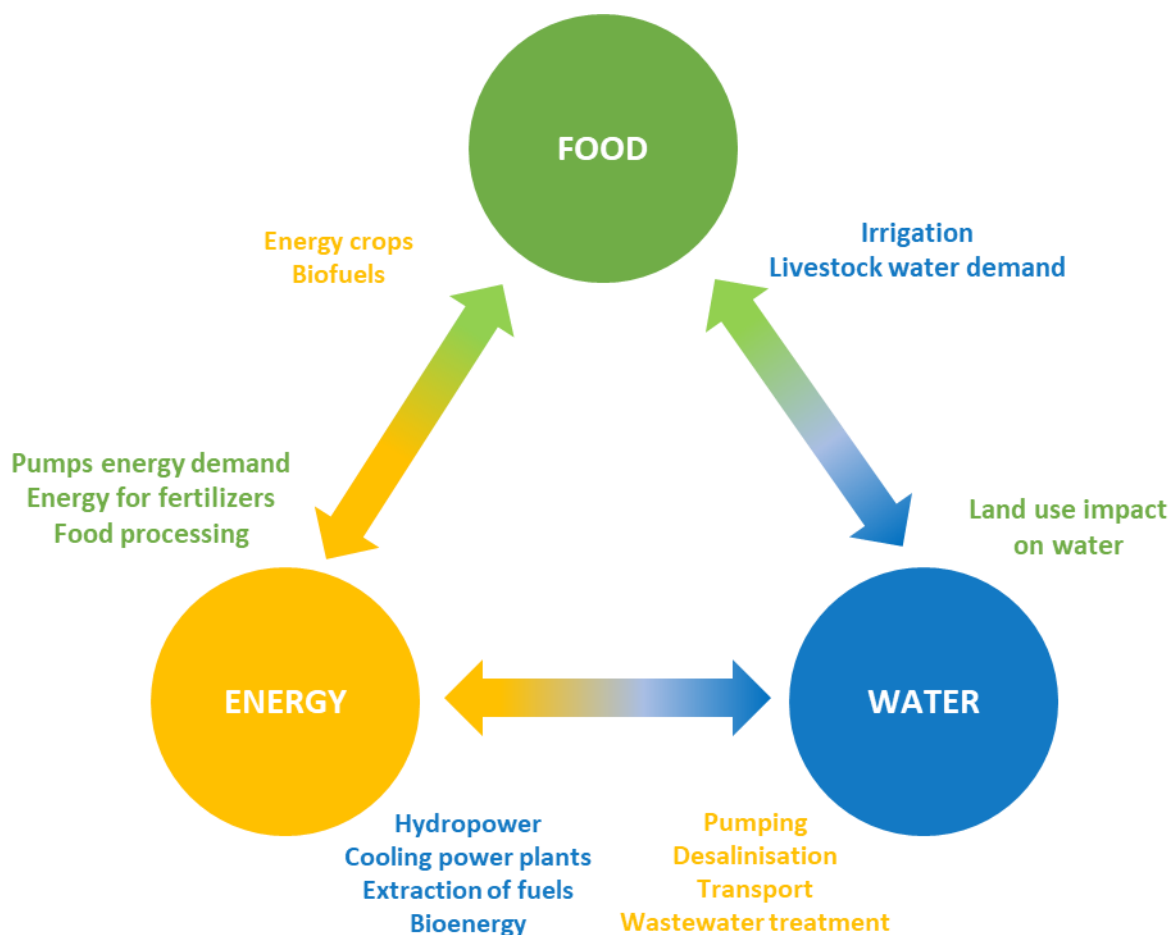 FOOD
Energy crops
Biofuels
Irrigation
Livestock water demand
Pumps energy demand
Energy for fertilizers
Food processing
Land use impact
on water
ENERGY
WATER
Hydropower
Cooling power plants
Extraction of fuels
Bioenergy
Pumping
Desalinisation
Transport
Wastewater treatment